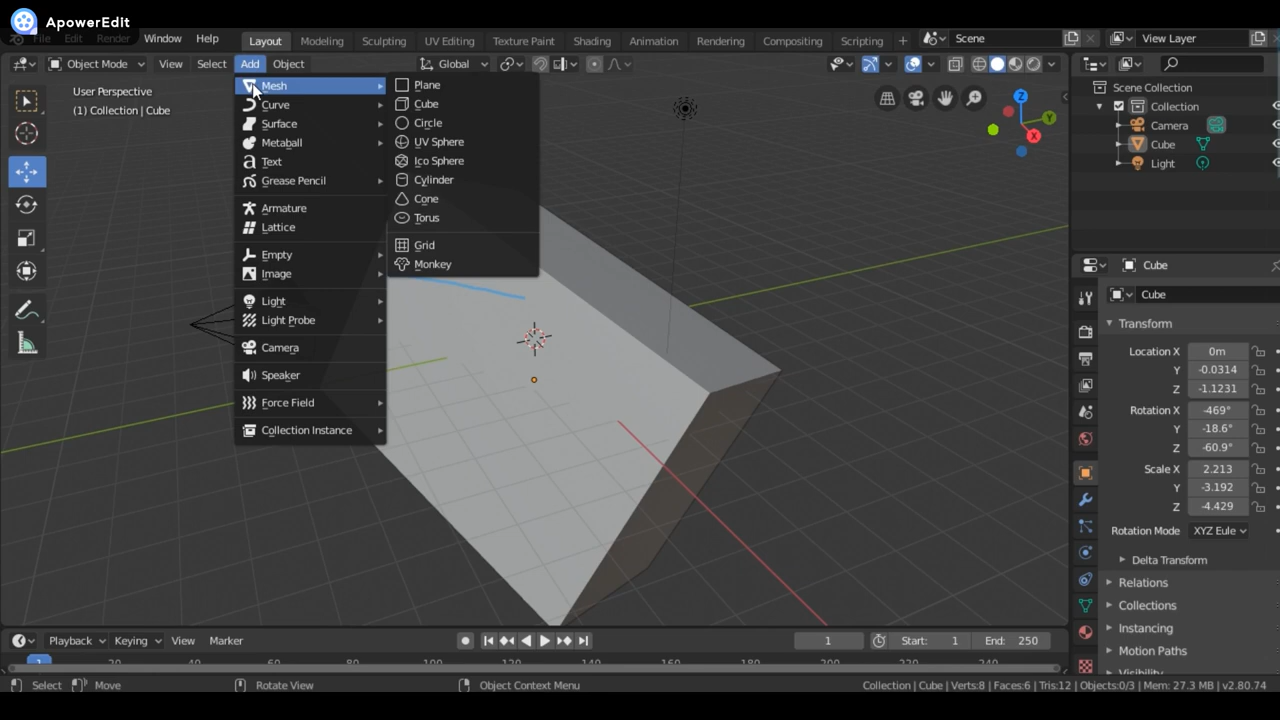 ApowerEdit
File Edit Render Window Help Layout Modeling Sculpting UV Editing Texture Paint Shading Animation Rendering Compositing Scripting + Scene View Layer
Object Mode View Select Add Object Global
User Perspective
(1) Collection | Cube
Mesh
Curve
Surface
Metaball
Text
Grease Pencil
Armature
Lattice
Empty
Image
Light
Light Probe
Camera
Speaker
Force Field
Collection Instance
Plane
Cube
Circle
UV Sphere
Ico Sphere
Cylinder
Cone
Torus
Grid
Monkey
Z
Y
X
Scene Collection
Collection
Camera
Cube
Light
Cube
Cube
Transform
Location X 0m
Y -0.0314
Z -1.1231
Rotation X -469°
Y -18.6°
Z -60.9°
Scale X 2.213
Y -3.192
Z -4.429
Rotation Mode XYZ Eule
Delta Transform
Relations
Collections
Instancing
Motion Paths
Visibility
Playback Keying View Marker 1 Start: 1 End: 250
1 20 40 60 80 100 120 140 160 180 200 220 240
Select Move Rotate View Object Context Menu Collection | Cube | Verts:8 | Faces:6 | Tris:12 | Objects:0/3 | Mem: 27.3 MB | v2.80.74